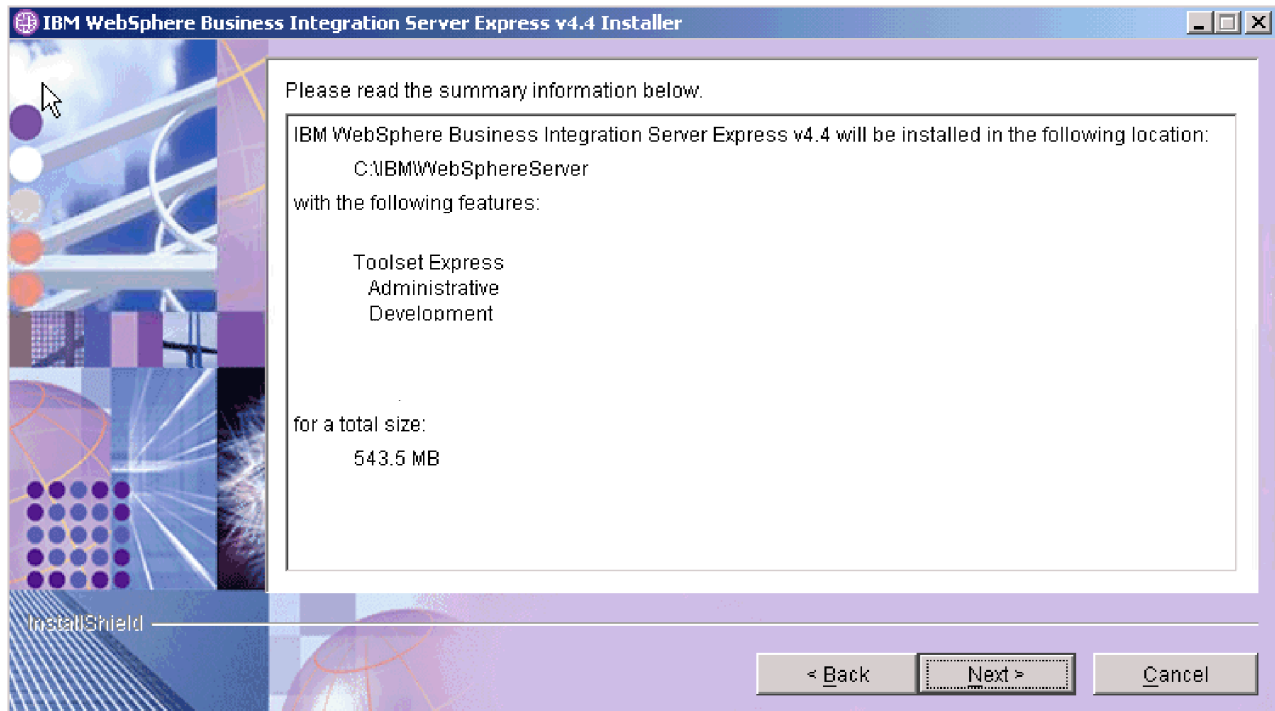 IBM WebSphere Business Integration Server Express v4.4 Installer
Please read the summary information below.
IBM WebSphere Business Integration Server Express v4.4 will be installed in the following location:
C:\IBM\WebSphereServer
with the following features:
Toolset Express
Administrative
Development
for a total size:
543.5 MB
InstallShield
< Back
Next >
Cancel